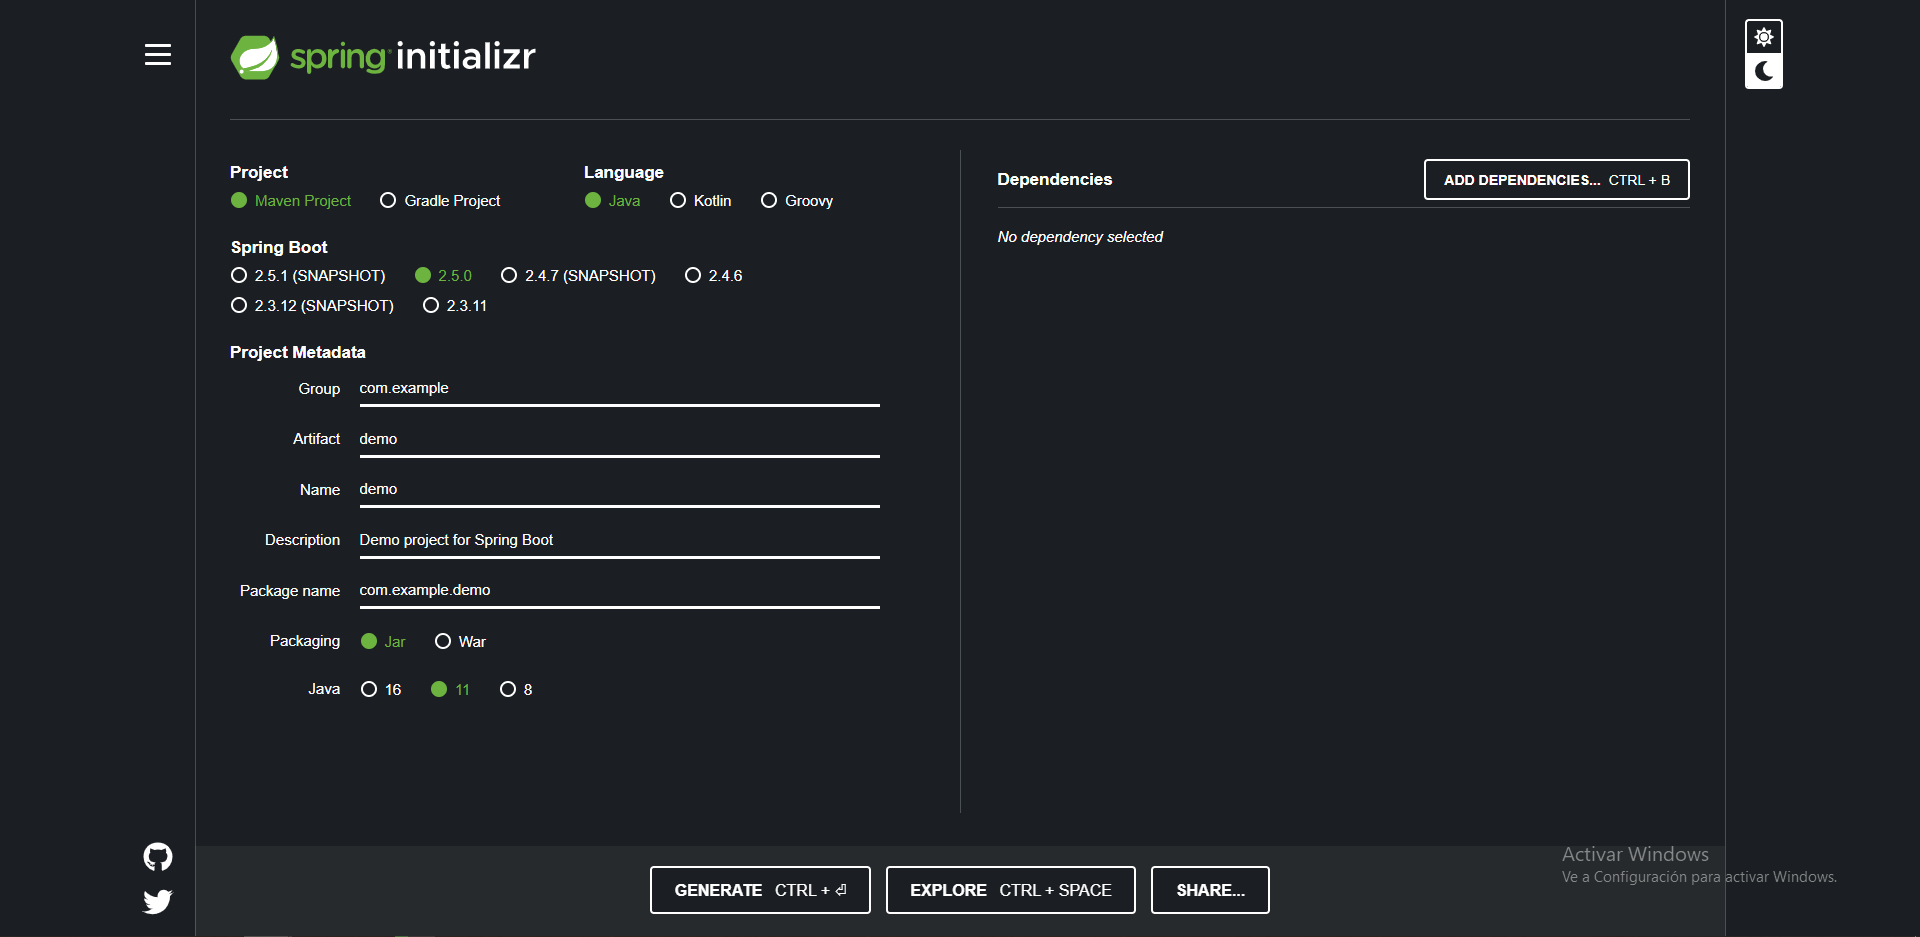 spring initializr
Project
Maven Project Gradle Project
Language
Java Kotlin Groovy
Spring Boot
2.5.1 (SNAPSHOT) 2.5.0 2.4.7 (SNAPSHOT) 2.4.6
2.3.12 (SNAPSHOT) 2.3.11
Project Metadata
Group com.example
Artifact demo
Name demo
Description Demo project for Spring Boot
Package name com.example.demo
Packaging Jar War
Java 16 11 8
Dependencies
ADD DEPENDENCIES... CTRL + B
No dependency selected
GENERATE CTRL + ⏎
EXPLORE CTRL + SPACE
SHARE...
Activar Windows
Ve a Configuración para activar Windows.